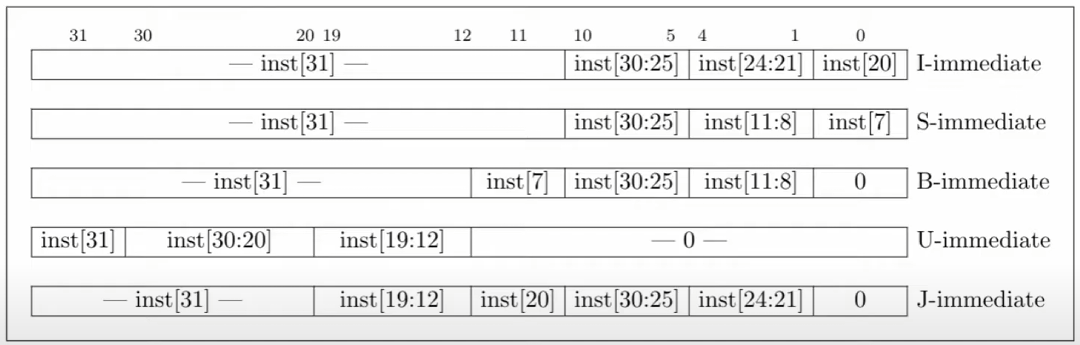 31 30 20 19 12 11 10 5 4 1 0
— inst[31] — inst[30:25] inst[24:21] inst[20] I-immediate
— inst[31] — inst[30:25] inst[11:8] inst[7] S-immediate
— inst[31] — inst[7] inst[30:25] inst[11:8] 0 B-immediate
inst[31] inst[30:20] inst[19:12] — 0 — U-immediate
— inst[31] — inst[19:12] inst[20] inst[30:25] inst[24:21] 0 J-immediate